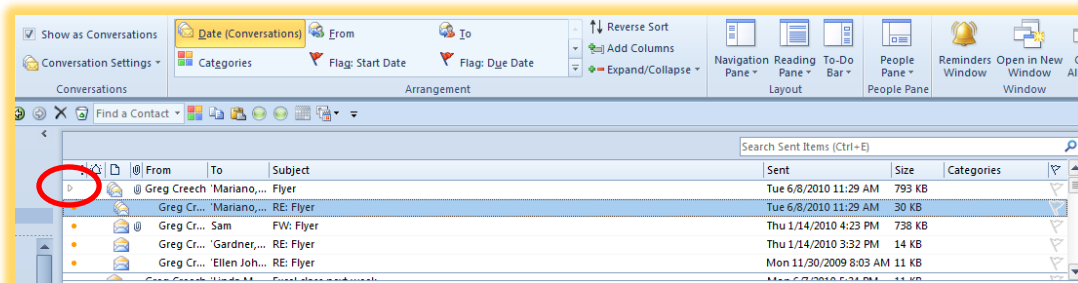 Show as Conversations
Conversation Settings
Conversations
Date (Conversations) From To
Categories Flag: Start Date Flag: Due Date
Reverse Sort
Add Columns
Expand/Collapse
Arrangement
Navigation Pane
Reading Pane
To-Do Bar
Layout
People Pane
People Pane
Reminders Window
Open in New Window
Window
Find a Contact
Search Sent Items (Ctrl+E)
From To Subject Sent Size Categories
Greg Creech 'Mariano,... Flyer Tue 6/8/2010 11:29 AM 793 KB
Greg Cr... 'Mariano,... RE: Flyer Tue 6/8/2010 11:29 AM 30 KB
Greg Cr... Sam FW: Flyer Thu 1/14/2010 4:23 PM 738 KB
Greg Cr... 'Gardner,... RE: Flyer Thu 1/14/2010 3:32 PM 14 KB
Greg Cr... 'Ellen Joh... RE: Flyer Mon 11/30/2009 8:03 AM 11 KB